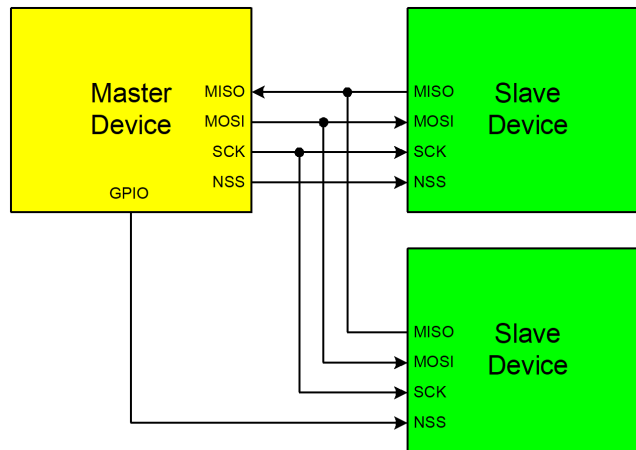 Master
Device
MISO
MOSI
SCK
NSS
GPIO
MISO
MOSI
SCK
NSS
Slave
Device
MISO
MOSI
SCK
NSS
Slave
Device